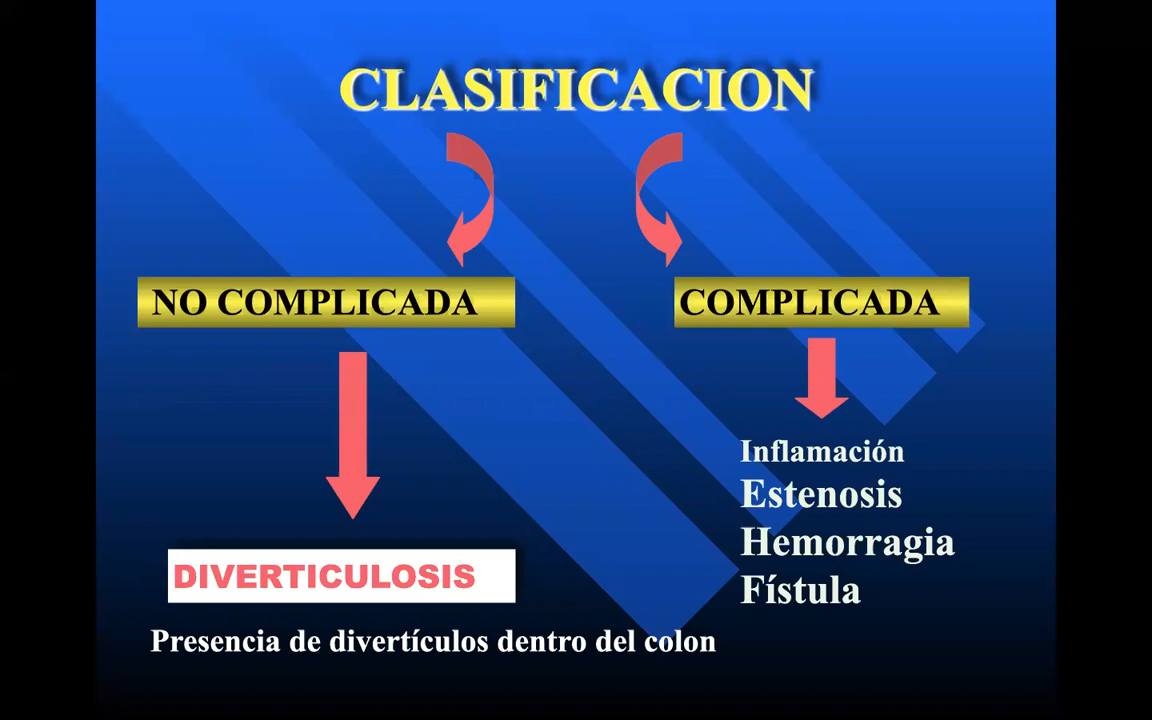 CLASIFICACION
NO COMPLICADA
COMPLICADA
Inflamación
Estenosis
Hemorragia
Fístula
DIVERTICULOSIS
Presencia de divertículos dentro del colon